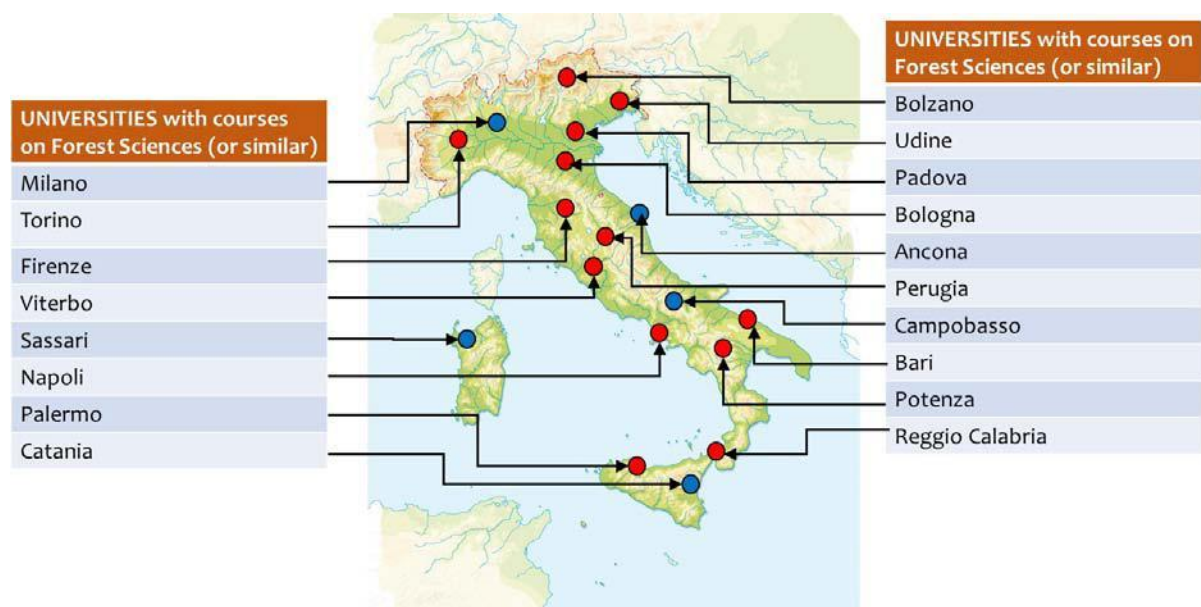 UNIVERSITIES with courses
on Forest Sciences (or similar)
Milano
Torino
Firenze
Viterbo
Sassari
Napoli
Palermo
Catania
UNIVERSITIES with courses on
Forest Sciences (or similar)
Bolzano
Udine
Padova
Bologna
Ancona
Perugia
Campobasso
Bari
Potenza
Reggio Calabria